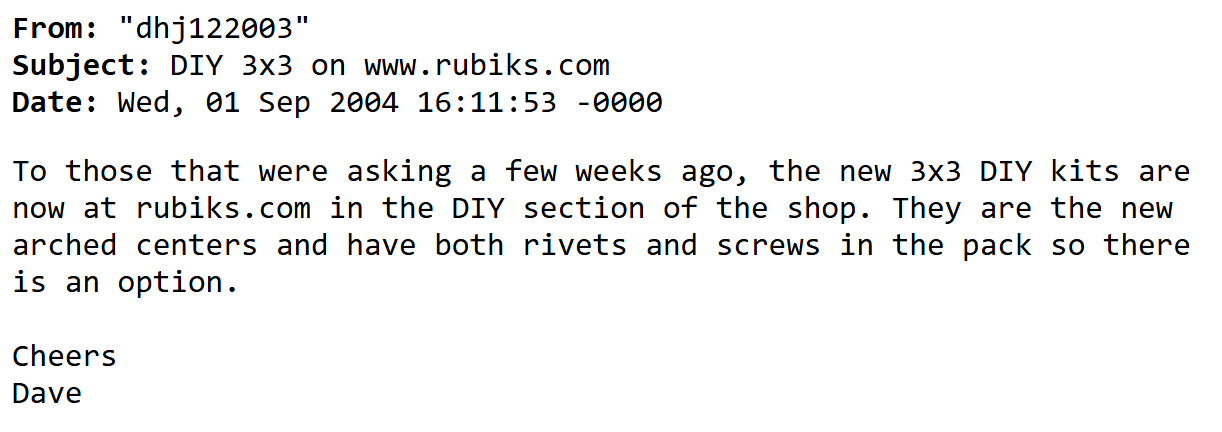 From: "dhj122003"
Subject: DIY 3x3 on www.rubiks.com
Date: Wed, 01 Sep 2004 16:11:53 -0000
To those that were asking a few weeks ago, the new 3x3 DIY kits are
now at rubiks.com in the DIY section of the shop. They are the new
arched centers and have both rivets and screws in the pack so there
is an option.
Cheers
Dave